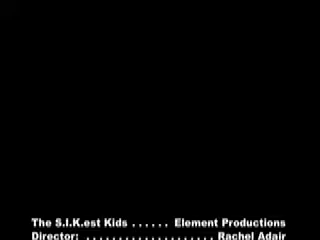 The S.I.K.est Kids . . . . . . Element Productions
Director: . . . . . . . . . . . . . . . . . . . . Rachel Adair